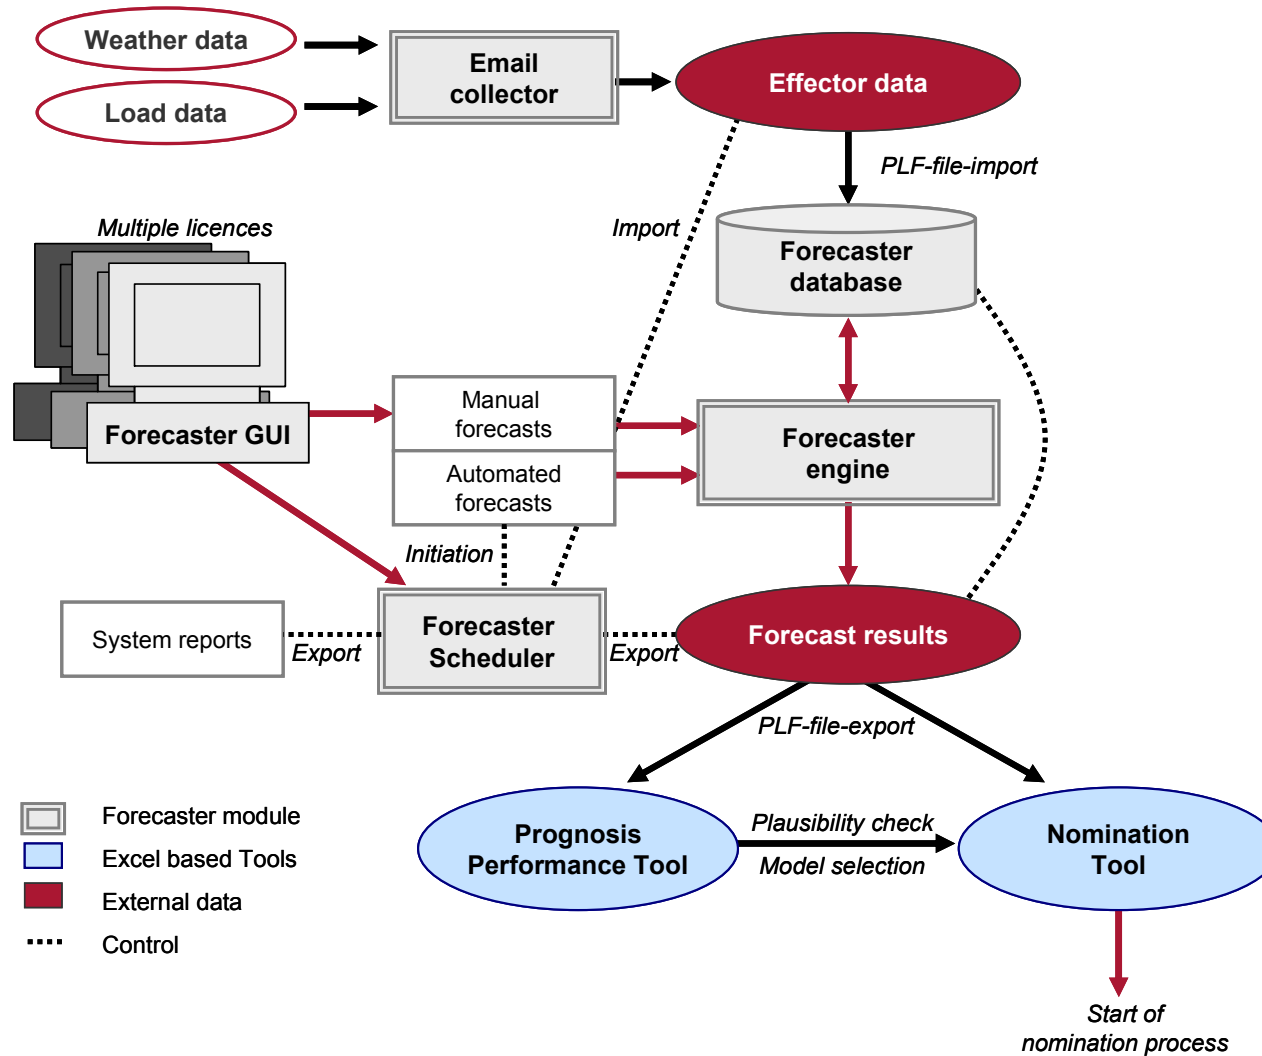 Weather data
Load data
Email
collector
Effector data
PLF-file-import
Multiple licences
Import
Forecaster
database
Forecaster GUI
Manual
forecasts
Automated
forecasts
Forecaster
engine
Initiation
System reports
Export
Forecaster
Scheduler
Export
Forecast results
PLF-file-export
Prognosis
Performance Tool
Plausibility check
Model selection
Nomination
Tool
Forecaster module
Excel based Tools
External data
Control
Start of
nomination process